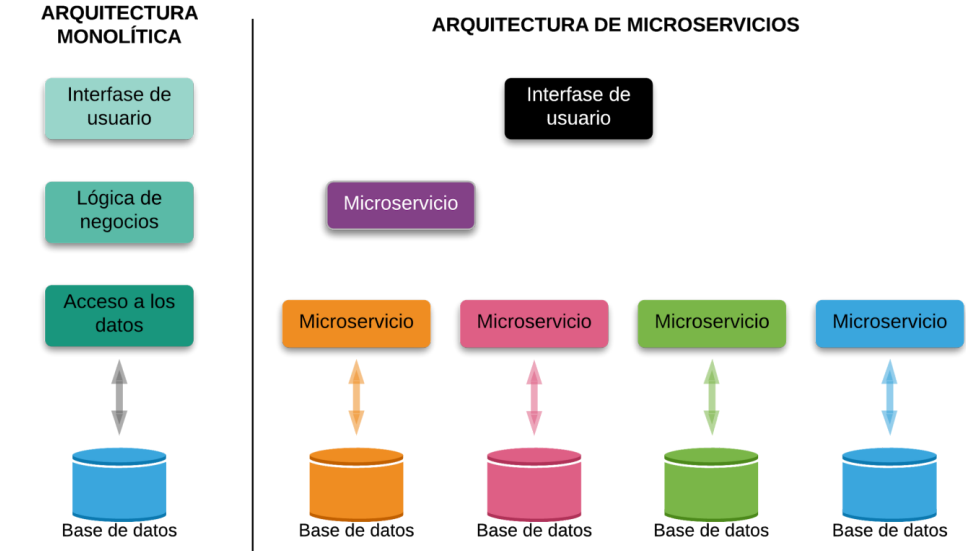 ARQUITECTURA
MONOLÍTICA
Interfase de
usuario
Lógica de
negocios
Acceso a los
datos
Base de datos
ARQUITECTURA DE MICROSERVICIOS
Interfase de
usuario
Microservicio
Microservicio
Microservicio
Microservicio
Microservicio
Base de datos
Base de datos
Base de datos
Base de datos